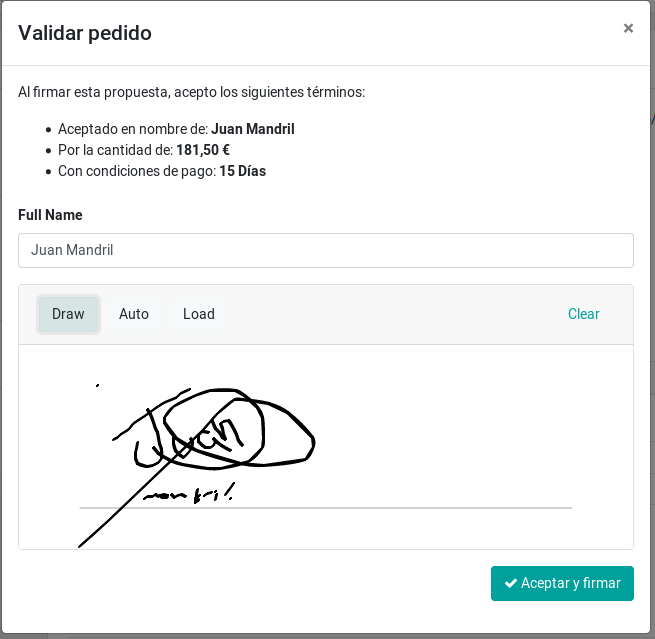 Validar pedido
×
Al firmar esta propuesta, acepto los siguientes términos:
Aceptado en nombre de: Juan Mandril
Por la cantidad de: 181,50 €
Con condiciones de pago: 15 Días
Full Name
Juan Mandril
Draw Auto Load Clear
Juan
Aceptar y firmar